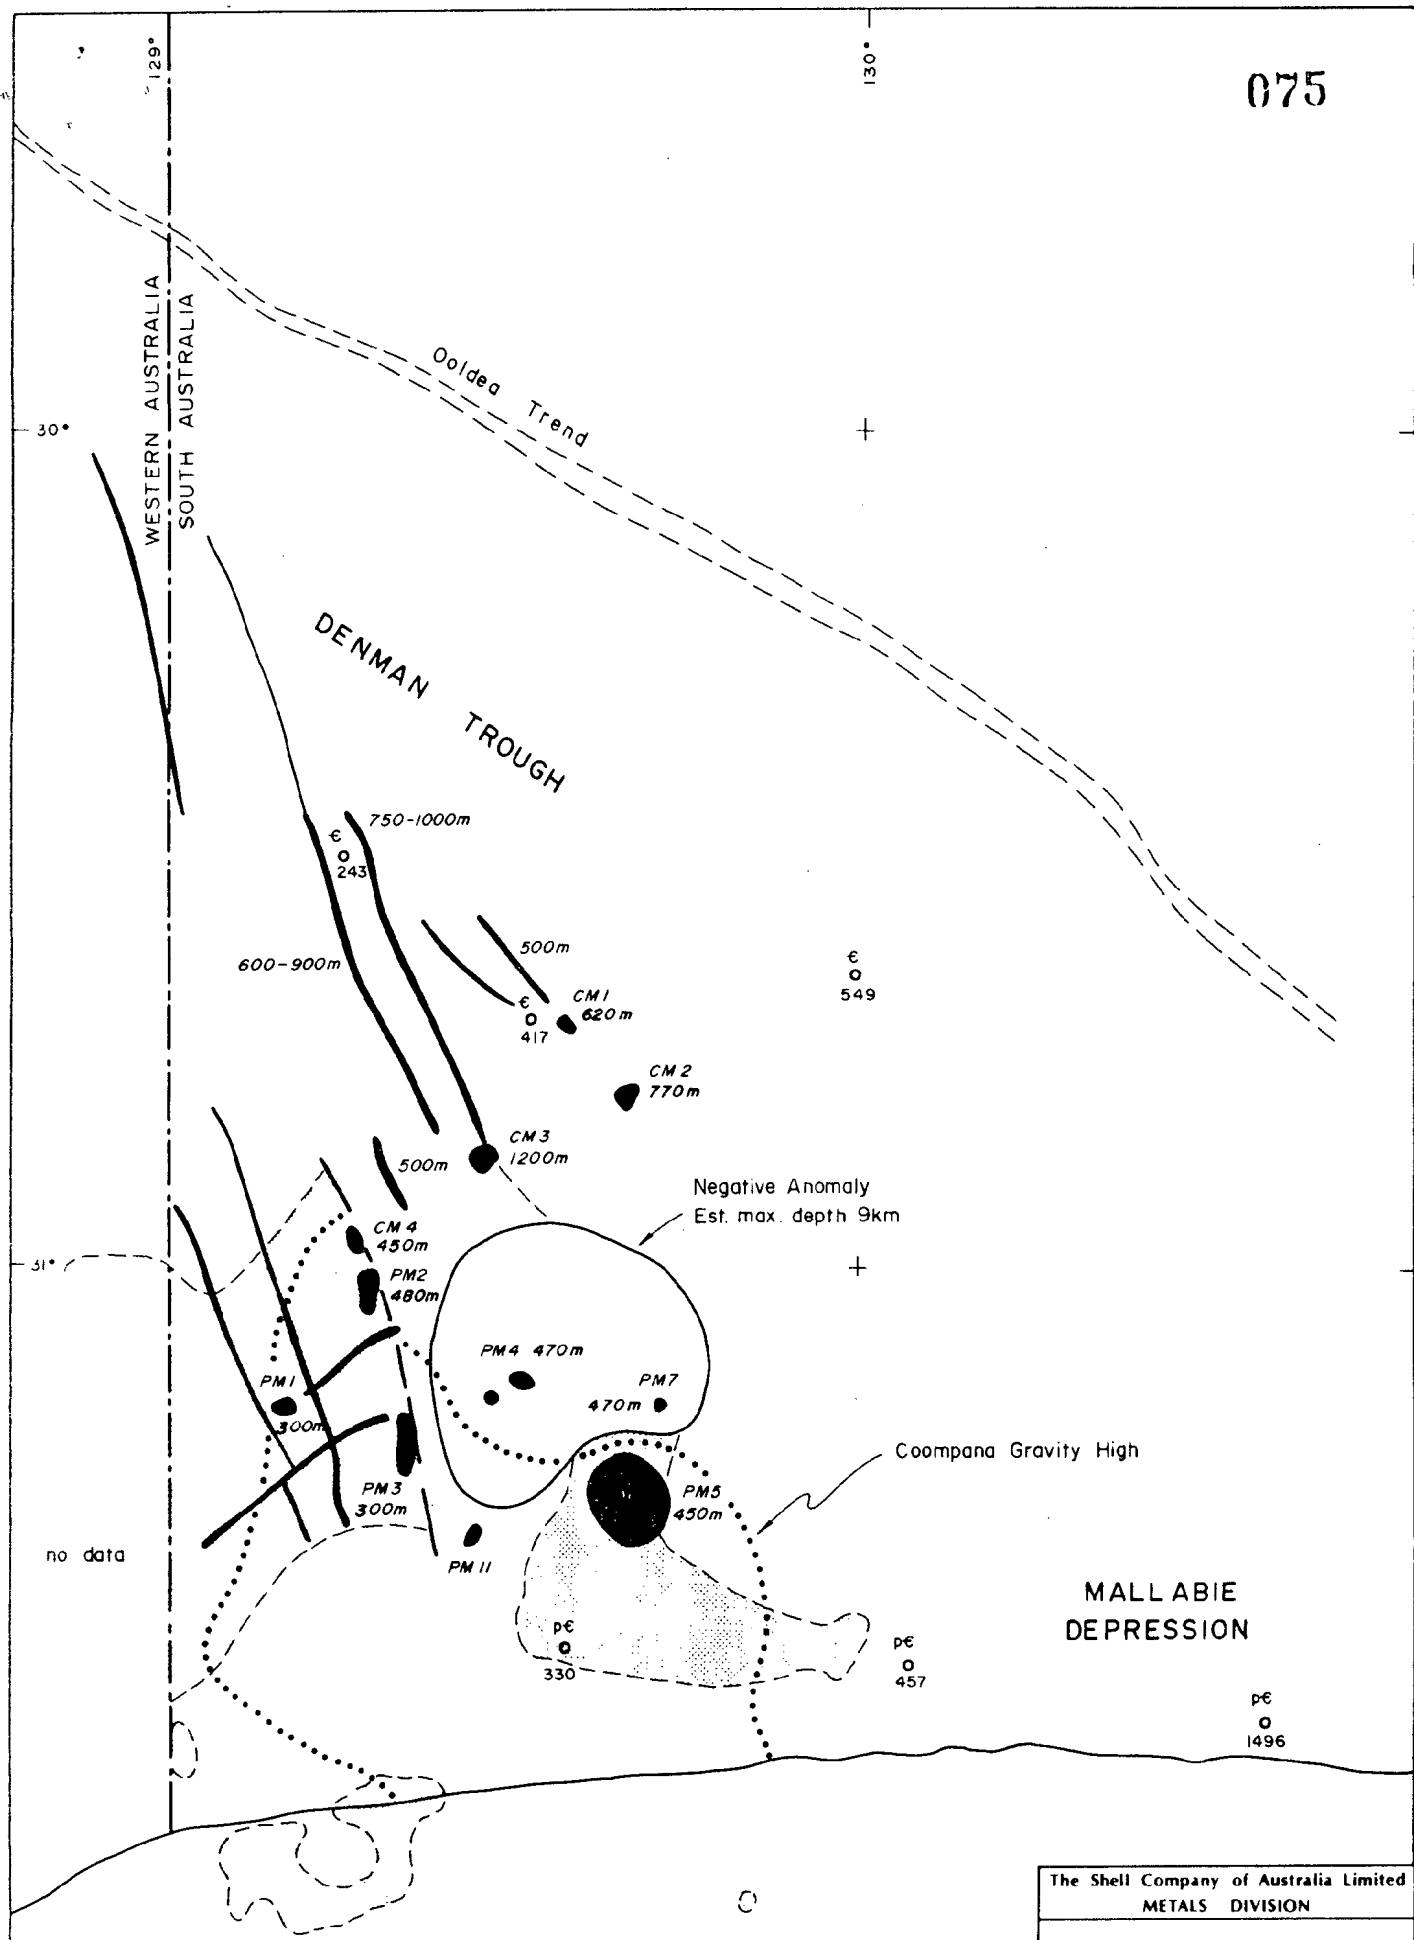 129°
130°
075
WESTERN AUSTRALIA
SOUTH AUSTRALIA
Ooldea Trend
30°
DENMAN TROUGH
750-1000m
Є
243
600-900m
500m
Є
417
CM1
620m
Є
549
CM2
770m
CM3
1200m
500m
Negative Anomaly
Est. max. depth 9km
CM4
450m
31°
PM2
480m
PM4 470m
PM1
300m
PM7
470m
Coompana Gravity High
PM3
300m
PM5
450m
no data
PM11
MALLABIE
DEPRESSION
pЄ
330
pЄ
457
pЄ
1496
The Shell Company of Australia Limited
METALS DIVISION